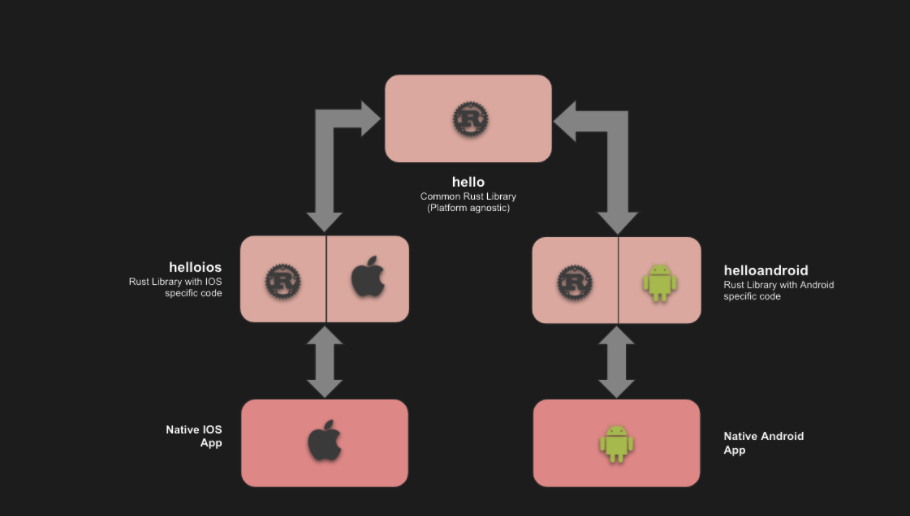 hello
Common Rust Library
(Platform agnostic)
helloios
Rust Library with IOS
specific code
helloandroid
Rust Library with Android
specific code
Native IOS
App
Native Android
App